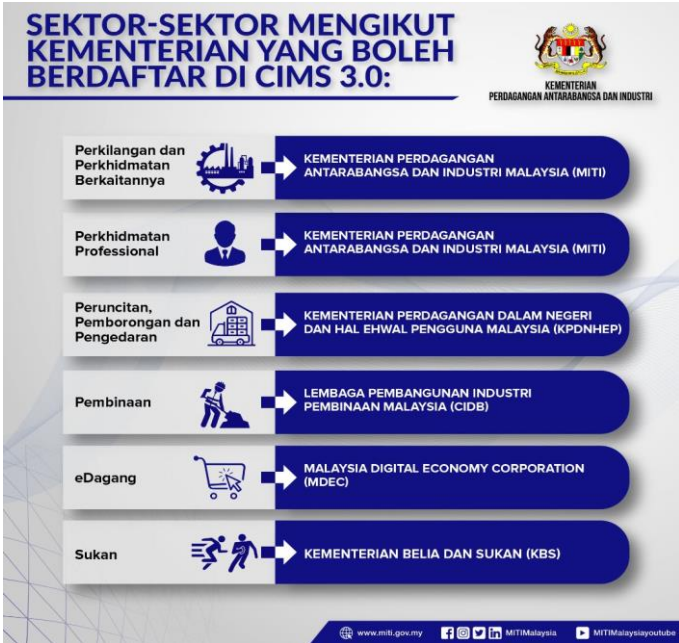 SEKTOR-SEKTOR MENGIKUT
KEMENTERIAN YANG BOLEH
BERDAFTAR DI CIMS 3.0:
KEMENTERIAN
PERDAGANGAN ANTARABANGSA DAN INDUSTRI
Perkilangan dan
Perkhidmatan
Berkaitannya
KEMENTERIAN PERDAGANGAN
ANTARABANGSA DAN INDUSTRI MALAYSIA (MITI)
Perkhidmatan
Professional
KEMENTERIAN PERDAGANGAN
ANTARABANGSA DAN INDUSTRI MALAYSIA (MITI)
Peruncitan,
Pemborongan dan
Pengedaran
KEMENTERIAN PERDAGANGAN DALAM NEGERI
DAN HAL EHWAL PENGGUNA MALAYSIA (KPDNHEP)
Pembinaan
LEMBAGA PEMBANGUNAN INDUSTRI
PEMBINAAN MALAYSIA (CIDB)
eDagang
MALAYSIA DIGITAL ECONOMY CORPORATION
(MDEC)
Sukan
KEMENTERIAN BELIA DAN SUKAN (KBS)
www.miti.gov.my MITIMalaysia MITIMalaysiayoutube